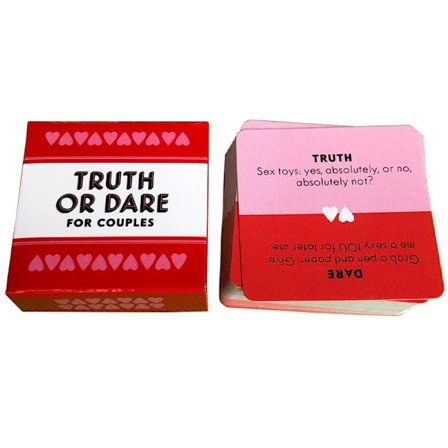 TRUTH
OR DARE
FOR COUPLES
TRUTH
Sex toys: yes, absolutely, or no,
absolutely not?
DARE
Grab a pen and paper. Give
me a sexy IOU for later use.